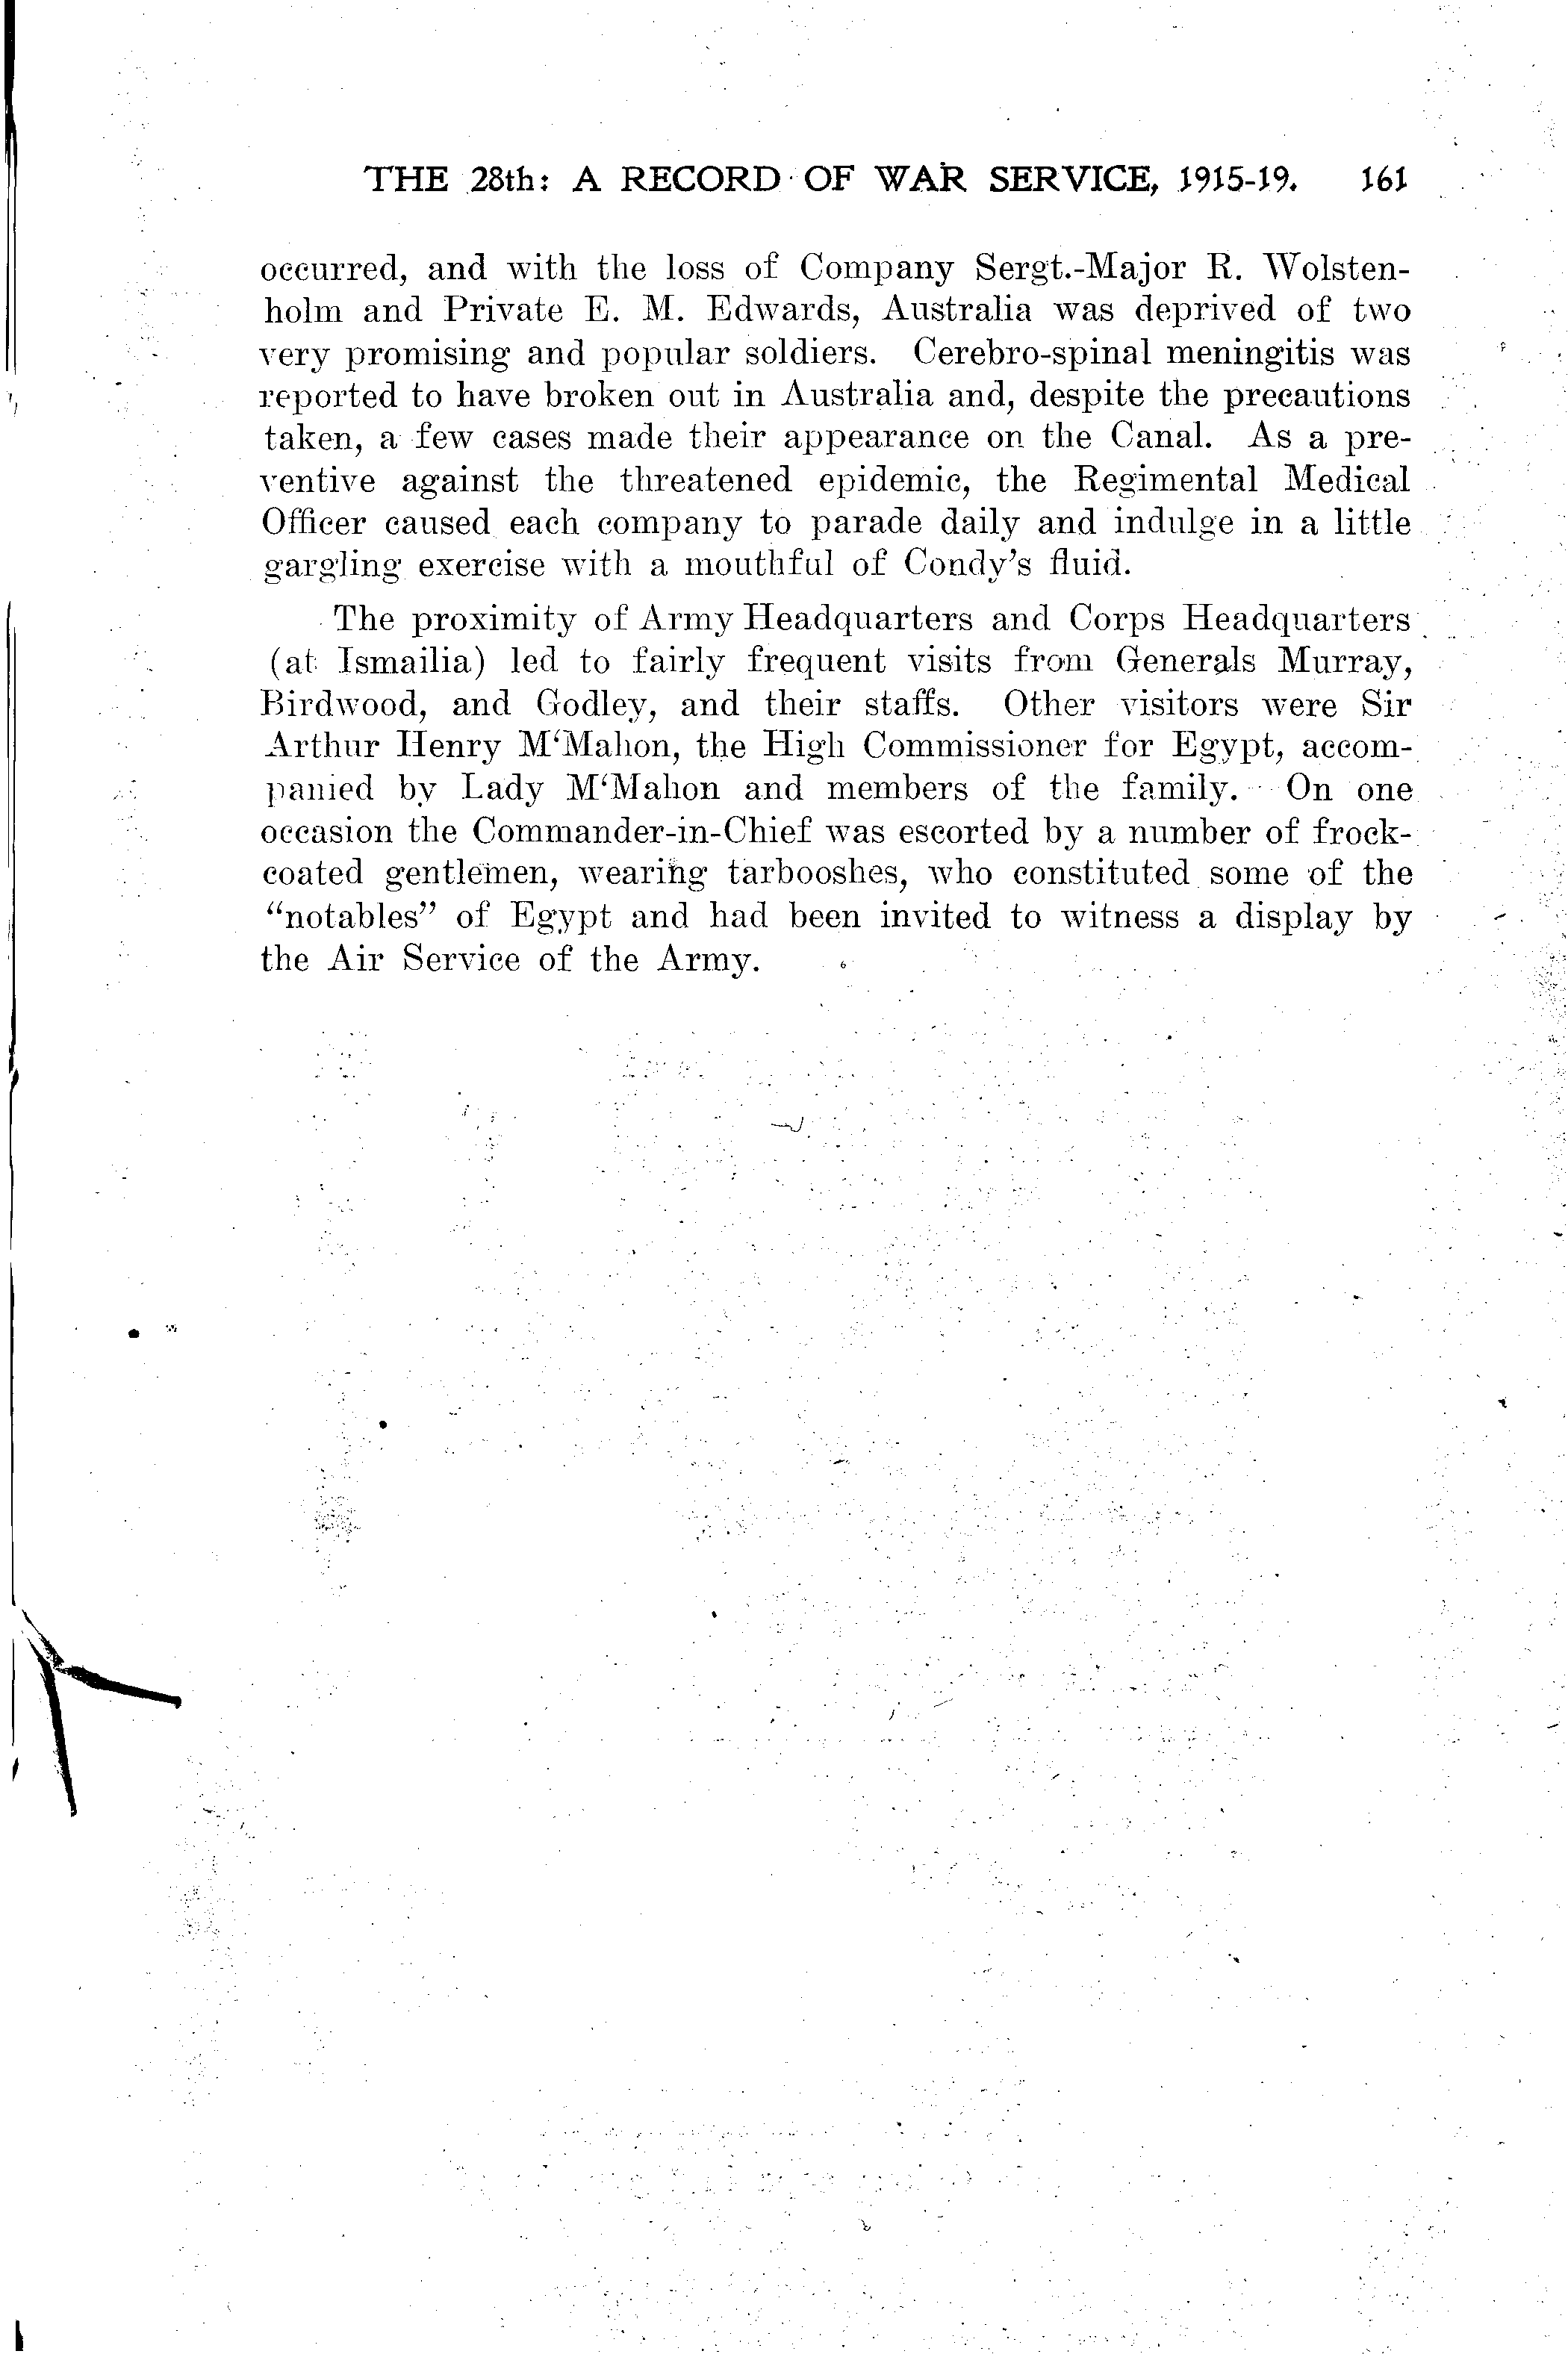 THE 28th: A RECORD OF WAR SERVICE, 1915-19. 161
occurred, and with the loss of Company Sergt.-Major R. Wolsten-
holm and Private E. M. Edwards, Australia was deprived of two
very promising and popular soldiers. Cerebro-spinal meningitis was
reported to have broken out in Australia and, despite the precautions
taken, a few cases made their appearance on the Canal. As a pre-
ventive against the threatened epidemic, the Regimental Medical
Officer caused each company to parade daily and indulge in a little
gargling exercise with a mouthful of Condy's fluid.
The proximity of Army Headquarters and Corps Headquarters
(at Ismailia) led to fairly frequent visits from Generals Murray,
Birdwood, and Godley, and their staffs. Other visitors were Sir
Arthur Henry M‘Mahon, the High Commissioner for Egypt, accom-
panied by Lady M‘Mahon and members of the family. On one
occasion the Commander-in-Chief was escorted by a number of frock-
coated gentlemen, wearing tarbooshes, who constituted some of the
“notables” of Egypt and had been invited to witness a display by
the Air Service of the Army.